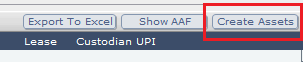 Export To Excel Show AAF Create Assets
Lease Custodian UPI